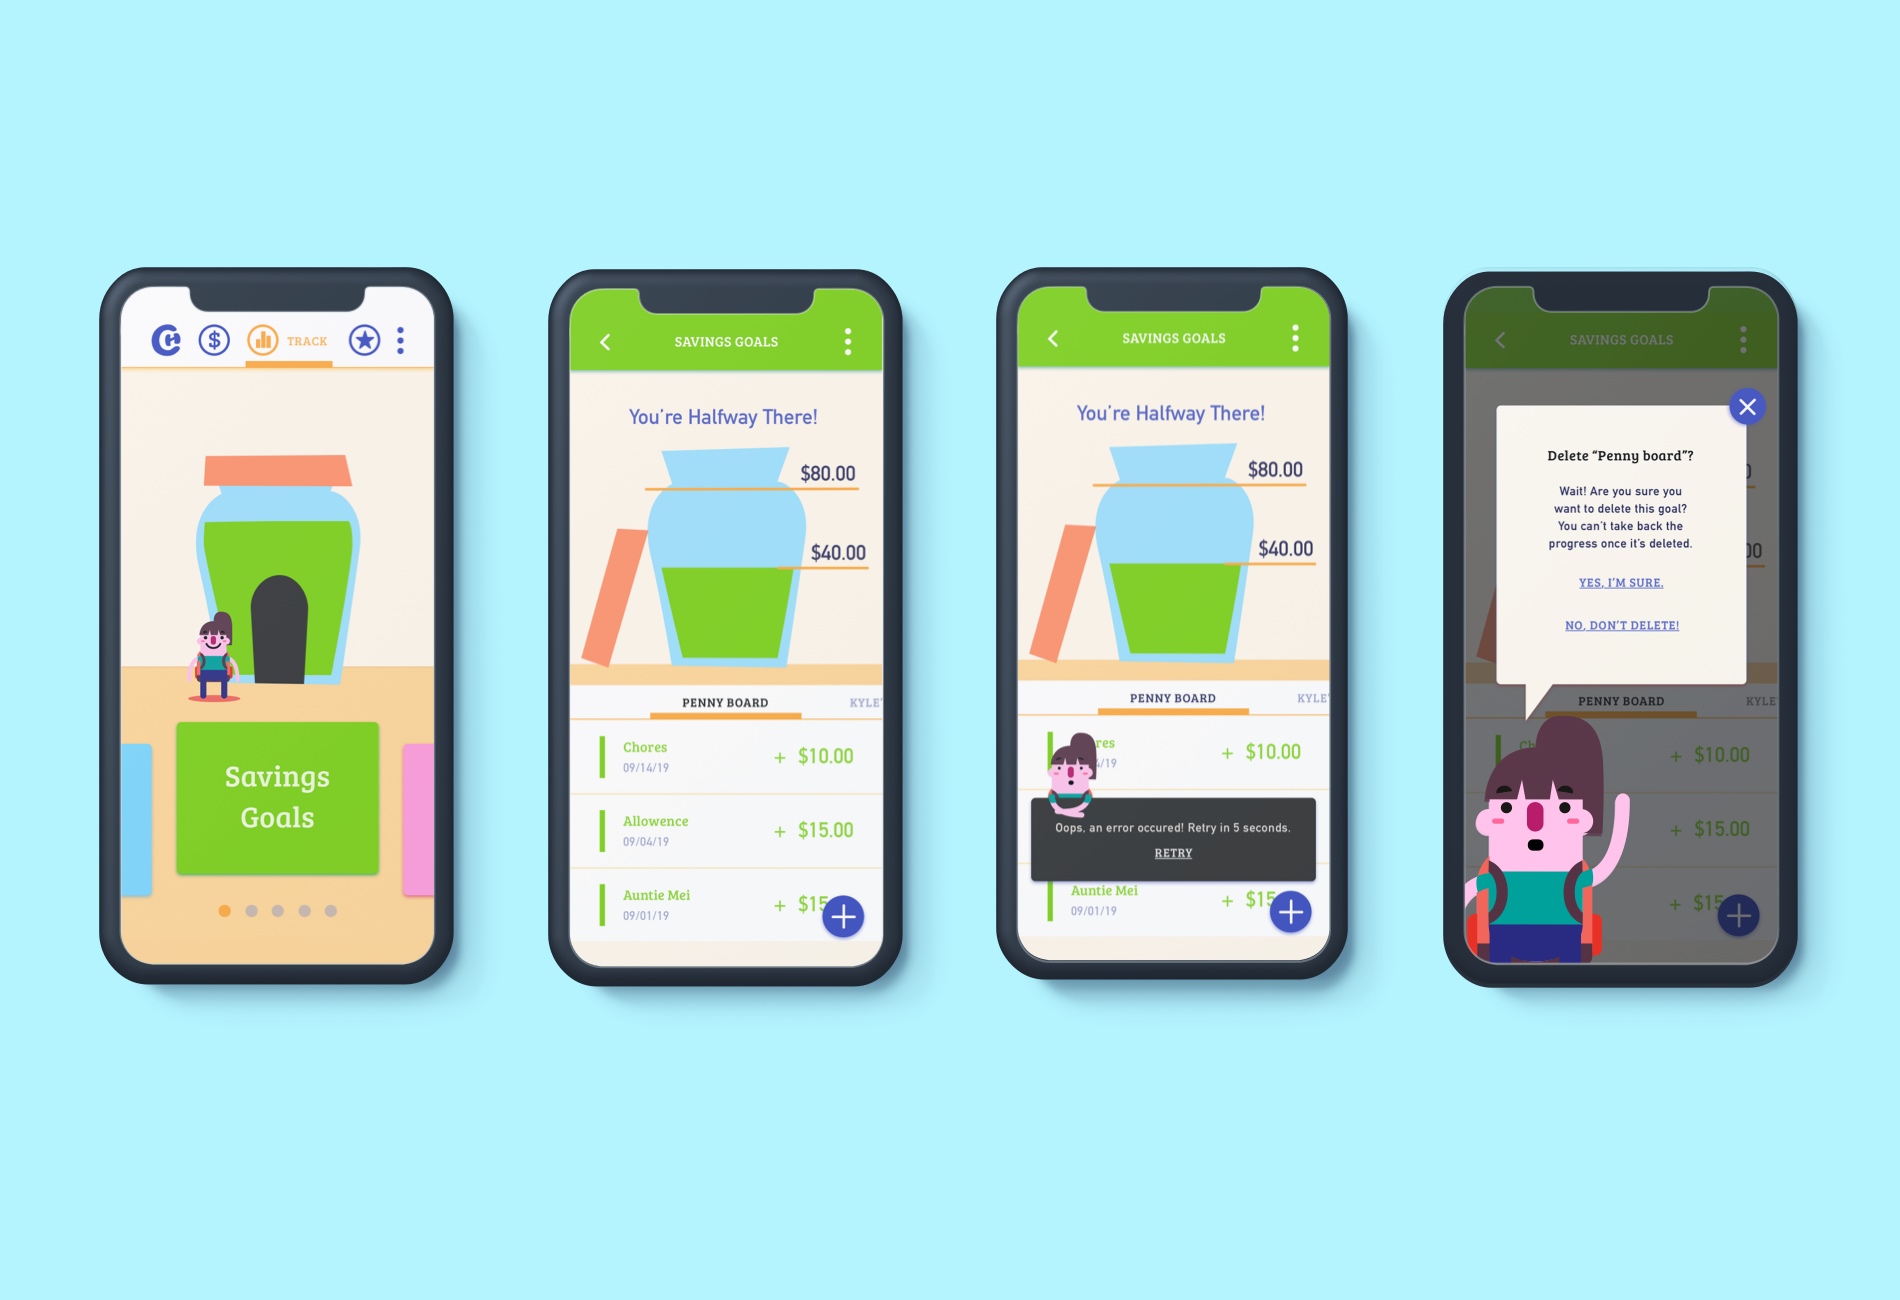 TRACK
Savings
Goals
SAVINGS GOALS
You're Halfway There!
$80.00
$40.00
PENNY BOARD
Chores
09/14/19
+ $10.00
Allowence
09/04/19
+ $15.00
Auntie Mei
09/01/19
+ $15
SAVINGS GOALS
You're Halfway There!
$80.00
$40.00
PENNY BOARD
+ $10.00
Oops, an error occured! Retry in 5 seconds.
RETRY
Auntie Mei
09/01/19
+ $15
SAVINGS GOALS
Delete “Penny board”?
Wait! Are you sure you
want to delete this goal?
You can't take back the
progress once it's deleted.
YES, I'M SURE.
NO, DON'T DELETE!
PENNY BOARD
+ $10.00
+ $15.00
+ $15